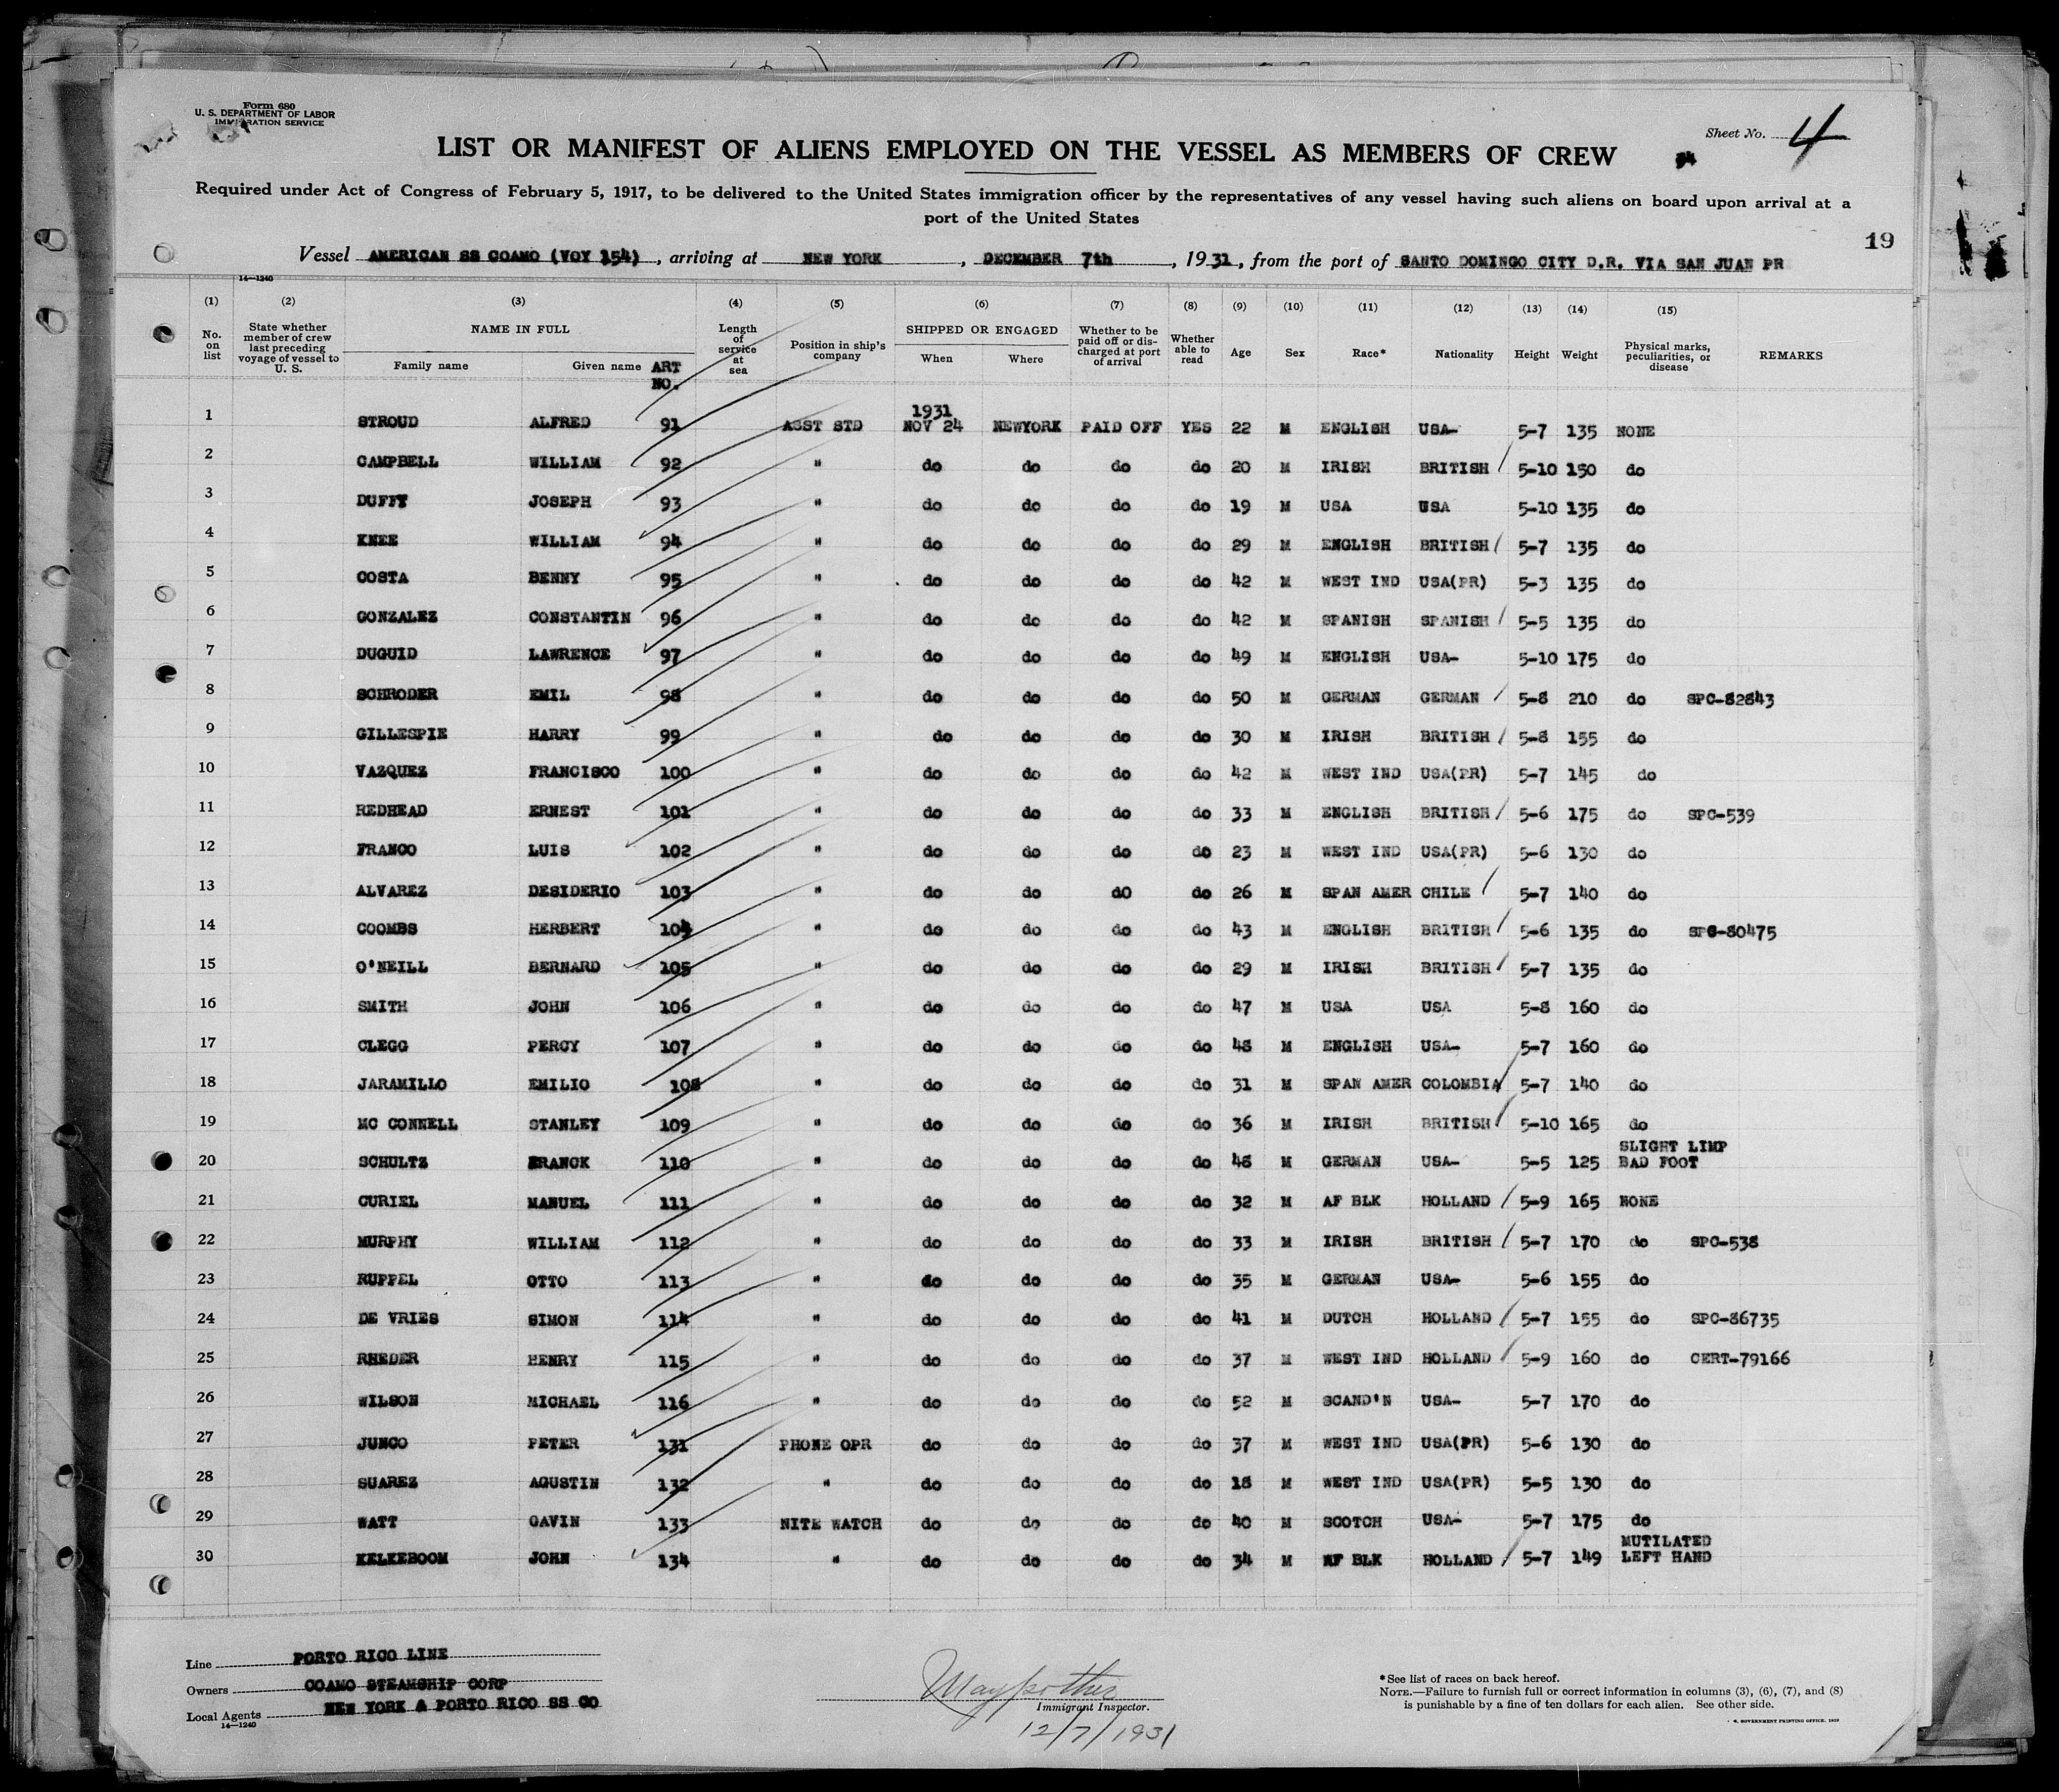 Form 680
U. S. DEPARTMENT OF LABOR
IMMIGRATION SERVICE
Sheet No. 4
LIST OR MANIFEST OF ALIENS EMPLOYED ON THE VESSEL AS MEMBERS OF CREW
Required under Act of Congress of February 5, 1917, to be delivered to the United States immigration officer by the representatives of any vessel having such aliens on board upon arrival at a
port of the United States
19
Vessel AMERICAN SS COAMO (VOY 154), arriving at NEW YORK, DECEMBER 7th, 1931, from the port of SANTO DOMINGO CITY D.R. VIA SAN JUAN PR
14—1240
(1) (2) (3) (4) (5) (6) (7) (8) (9) (10) (11) (12) (13) (14) (15)
No. on list State whether member of crew last preceding voyage of vessel to U. S. NAME IN FULL Family name Given name ART NO. Length of service at sea Position in ship's company SHIPPED OR ENGAGED When Where Whether to be paid off or discharged at port of arrival Whether able to read Age Sex Race* Nationality Height Weight Physical marks, peculiarities, or disease REMARKS
1931
1 STROUD ALFRED 91 ASST STD NOV 24 NEWYORK PAID OFF YES 22 M ENGLISH USA- 5-7 135 NONE
2 CAMPBELL WILLIAM 92 " do do do do 20 M IRISH BRITISH 5-10 150 do
3 DUFFY JOSEPH 93 " do do do do 19 M USA USA 5-10 135 do
4 KNEE WILLIAM 94 " do do do do 29 M ENGLISH BRITISH 5-7 135 do
5 COSTA BENNY 95 " do do do do 42 M WEST IND USA(PR) 5-3 135 do
6 GONZALEZ CONSTANTIN 96 " do do do do 42 M SPANISH SPANISH 5-5 135 do
7 DUGUID LAWRENCE 97 " do do do do 49 M ENGLISH USA- 5-10 175 do
8 SCHRODER EMIL 98 " do do do do 50 M GERMAN GERMAN 5-8 210 do SPC-82843
9 GILLESPIE HARRY 99 " do do do do 30 M IRISH BRITISH 5-8 155 do
10 VAZQUEZ FRANCISCO 100 " do do do do 42 M WEST IND USA(PR) 5-7 145 do
11 REDHEAD ERNEST 101 " do do do do 33 M ENGLISH BRITISH 5-6 175 do SPC-539
12 FRANCO LUIS 102 " do do do do 23 M WEST IND USA(PR) 5-6 130 do
13 ALVAREZ DESIDERIO 103 " do do dO do 26 M SPAN AMER CHILE 5-7 140 do
14 COOMBS HERBERT 104 " do do do do 43 M ENGLISH BRITISH 5-6 135 do SPC-80475
15 O'NEILL BERNARD 105 " do do do do 29 M IRISH BRITISH 5-7 135 do
16 SMITH JOHN 106 " do do do do 47 M USA USA 5-8 160 do
17 CLEGG PERCY 107 " do do do do 48 M ENGLISH USA- 5-7 160 do
18 JARAMILLO EMILIO 108 " do do do do 31 M SPAN AMER COLOMBIA 5-7 140 do
19 MC CONNELL STANLEY 109 " do do do do 36 M IRISH BRITISH 5-10 165 do
SLIGHT LIMP
20 SCHULTZ FRANCK 110 " do do do do 48 M GERMAN USA- 5-5 125 BAD FOOT
21 CURIEL MANUEL 111 " do do do do 32 M AF BLK HOLLAND 5-9 165 NONE
22 MURPHY WILLIAM 112 " do do do do 33 M IRISH BRITISH 5-7 170 do SPC-538
23 RUPPEL OTTO 113 " do do do do 35 M GERMAN USA- 5-6 155 do
24 DE VRIES SIMON 114 " do do do do 41 M DUTCH HOLLAND 5-7 155 do SPC-86735
25 RHEDER HENRY 115 " do do do do 37 M WEST IND HOLLAND 5-9 160 do CERT-79166
26 WILSON MICHAEL 116 " do do do do 52 M SCAND'N USA- 5-7 170 do
27 JUNCO PETER 131 PHONE OPR do do do do 37 M WEST IND USA(PR) 5-6 130 do
28 SUAREZ AGUSTIN 132 " do do do do 18 M WEST IND USA(PR) 5-5 130 do
29 WATT GAVIN 133 NITE WATCH do do do do 40 M SCOTCH USA- 5-7 175 do
MUTILATED
30 KELKEBOOM JOHN 134 " do do do do 34 M AF BLK HOLLAND 5-7 149 LEFT HAND
Line PORTO RICO LINE
Owners COAMO STEAMSHIP CORP
Local Agents NEW YORK & PORTO RICO SS CO
14—1240
Immigrant Inspector.
12/7/1931
*See list of races on back hereof.
NOTE.—Failure to furnish full or correct information in columns (3), (6), (7), and (8)
is punishable by a fine of ten dollars for each alien. See other side.